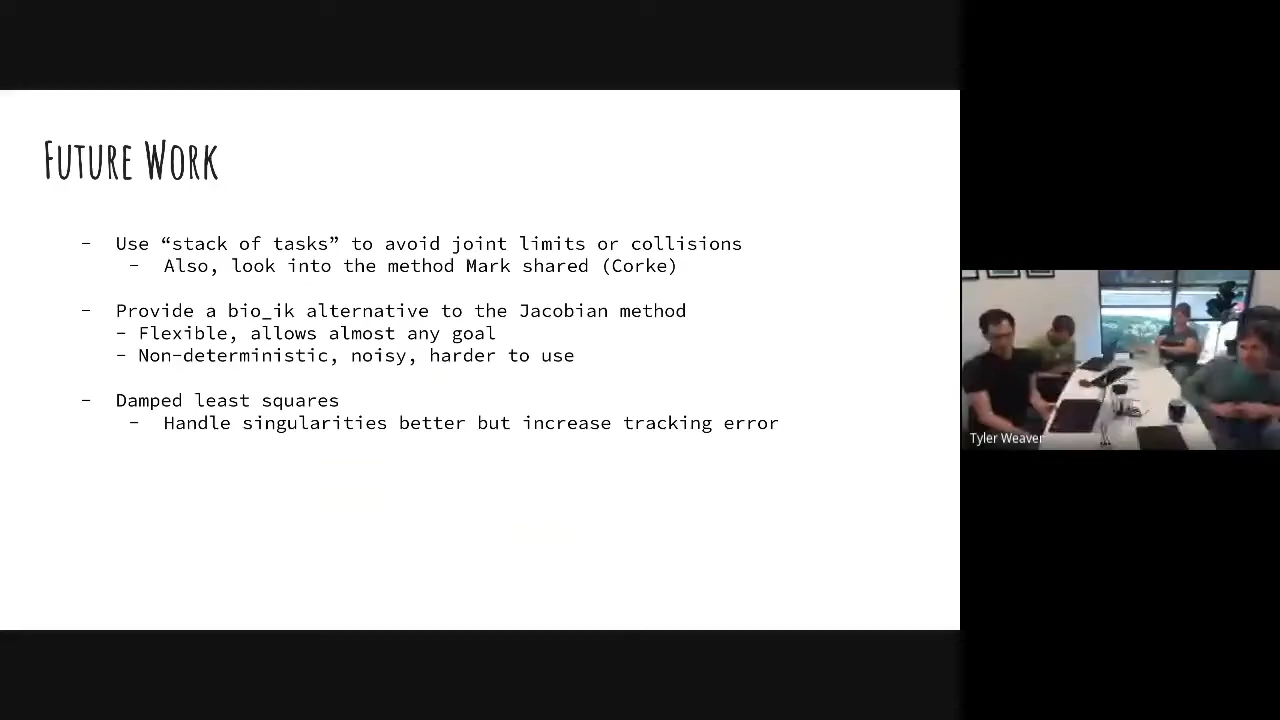 Future Work
- Use “stack of tasks” to avoid joint limits or collisions
- Also, look into the method Mark shared (Corke)
- Provide a bio_ik alternative to the Jacobian method
- Flexible, allows almost any goal
- Non-deterministic, noisy, harder to use
- Damped least squares
- Handle singularities better but increase tracking error
Tyler Weaver